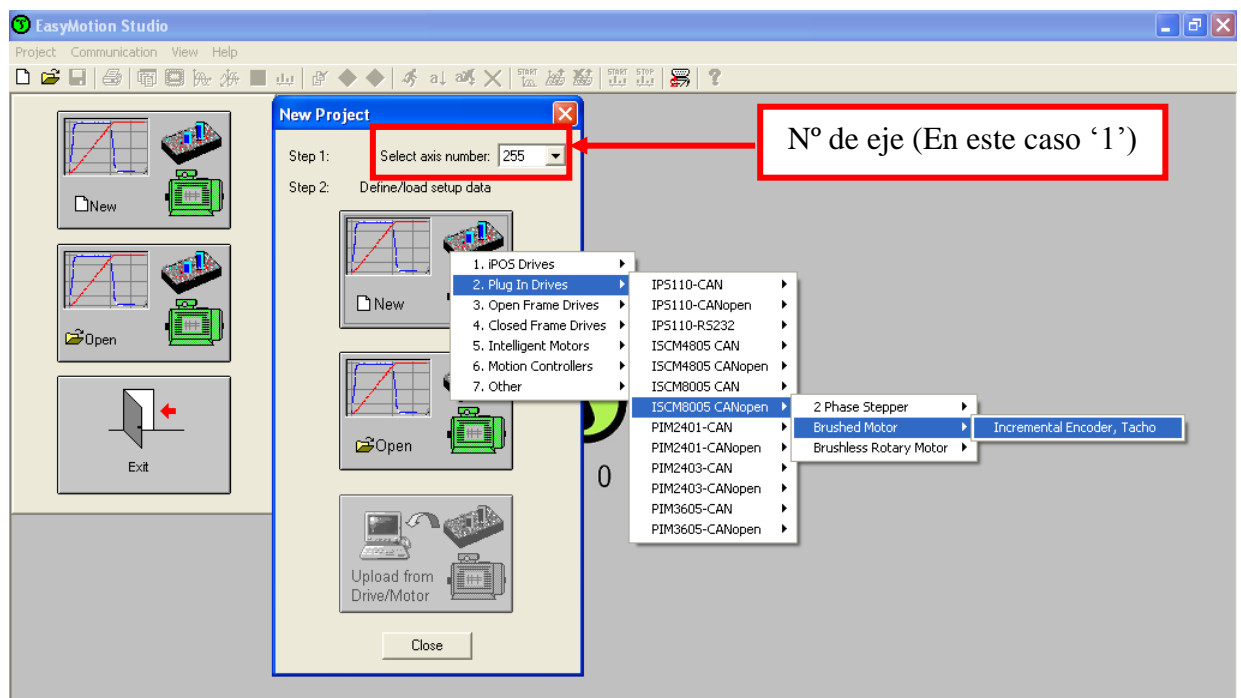 EasyMotion Studio
Project Communication View Help
New
Open
Exit
New Project
Step 1: Select axis number: 255
Step 2: Define/load setup data
New
Open
Upload from
Drive/Motor
Close
Nº de eje (En este caso ‘1’)
1. iPOS Drives
2. Plug In Drives
3. Open Frame Drives
4. Closed Frame Drives
5. Intelligent Motors
6. Motion Controllers
7. Other
IPS110-CAN
IPS110-CANopen
IPS110-RS232
ISCM4805 CAN
ISCM4805 CANopen
ISCM8005 CAN
ISCM8005 CANopen
PIM2401-CAN
PIM2401-CANopen
PIM2403-CAN
PIM2403-CANopen
PIM3605-CAN
PIM3605-CANopen
2 Phase Stepper
Brushed Motor
Brushless Rotary Motor
Incremental Encoder, Tacho
0